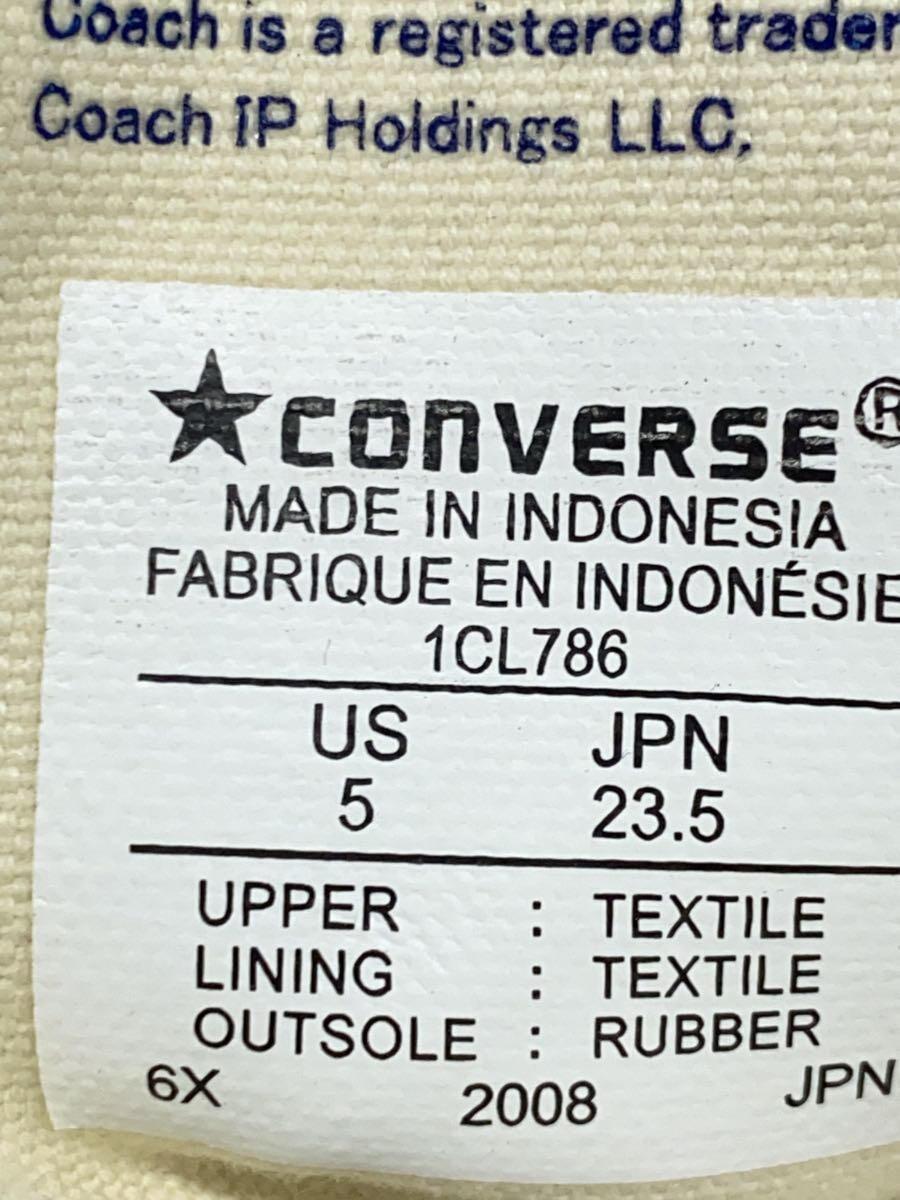 Coach is a registered
Coach IP Holdings LLC,
★CONVERSE®
MADE IN INDONESIA
FABRIQUE EN INDONÉSIE
1CL786
US JPN
5 23.5
UPPER : TEXTILE
LINING : TEXTILE
OUTSOLE : RUBBER
6X 2008 JPN